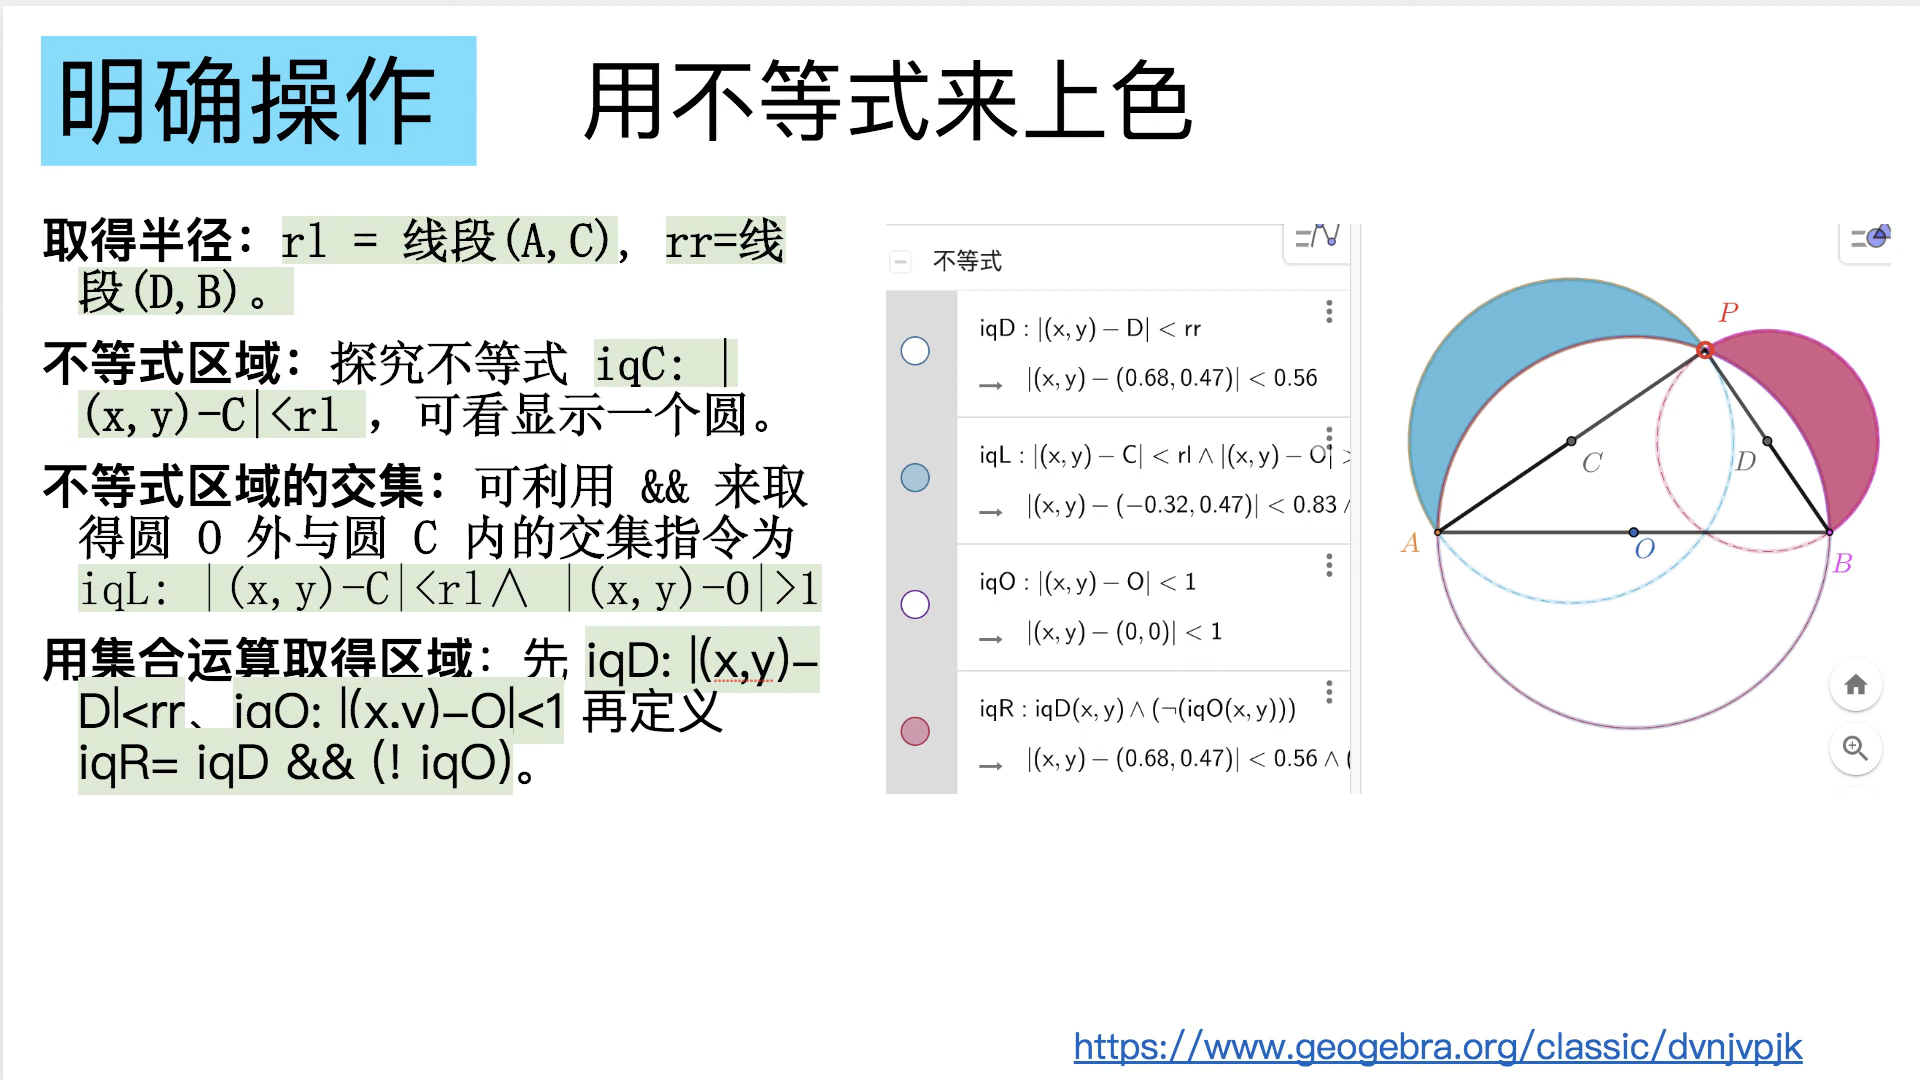 明确操作
用不等式来上色
取得半径：rl = 线段(A,C)，rr=线
段(D,B)。
不等式区域：探究不等式 iqC: |
(x,y)-C|<rl ，可看显示一个圆。
不等式区域的交集：可利用 && 来取
得圆 O 外与圆 C 内的交集指令为
iqL: |(x,y)-C|<rl∧ |(x,y)-O|>1
用集合运算取得区域：先 iqD: |(x,y)-
D|<rr、iqO: |(x,y)-O|<1 再定义
iqR= iqD && (! iqO)。
不等式
iqD : |(x, y) − D| < rr
→ |(x, y) − (0.68, 0.47)| < 0.56
iqL : |(x, y) − C| < rl ∧ |(x, y) − O| >
→ |(x, y) − (−0.32, 0.47)| < 0.83 ∧
iqO : |(x, y) − O| < 1
→ |(x, y) − (0, 0)| < 1
iqR : iqD(x, y) ∧ (¬(iqO(x, y)))
→ |(x, y) − (0.68, 0.47)| < 0.56 ∧ (
P
C
D
A
O
B
https://www.geogebra.org/classic/dvnjvpjk